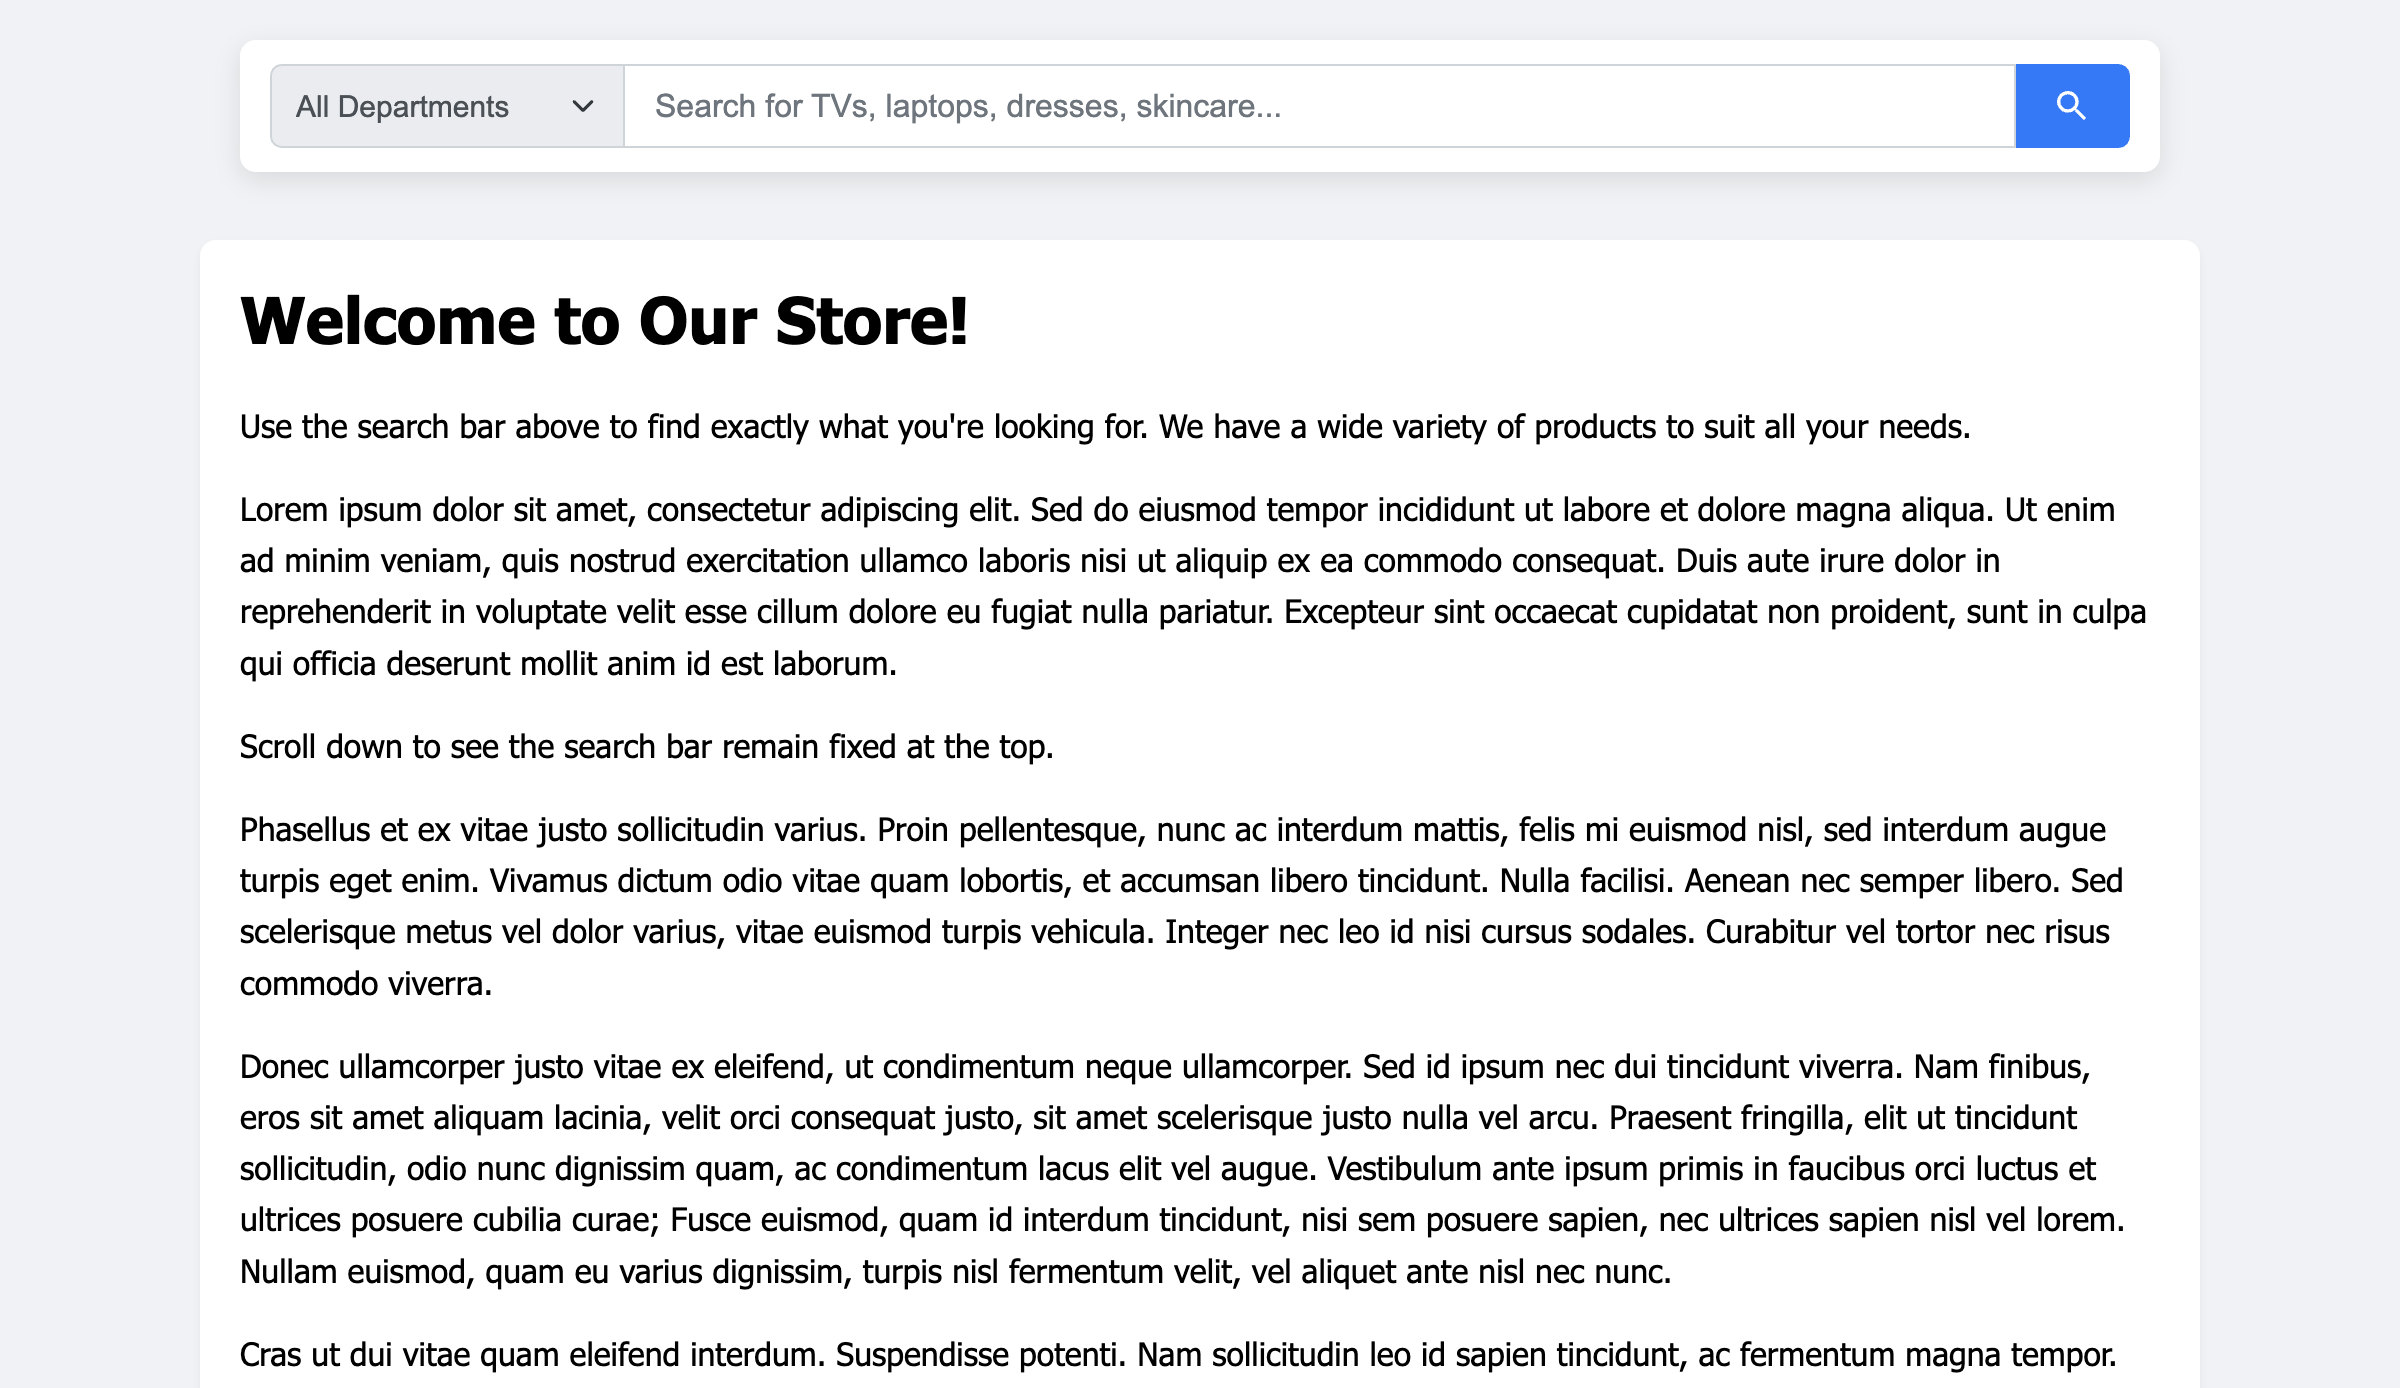 All Departments
Search for TVs, laptops, dresses, skincare...
Welcome to Our Store!
Use the search bar above to find exactly what you're looking for. We have a wide variety of products to suit all your needs.
Lorem ipsum dolor sit amet, consectetur adipiscing elit. Sed do eiusmod tempor incididunt ut labore et dolore magna aliqua. Ut enim
ad minim veniam, quis nostrud exercitation ullamco laboris nisi ut aliquip ex ea commodo consequat. Duis aute irure dolor in
reprehenderit in voluptate velit esse cillum dolore eu fugiat nulla pariatur. Excepteur sint occaecat cupidatat non proident, sunt in culpa
qui officia deserunt mollit anim id est laborum.
Scroll down to see the search bar remain fixed at the top.
Phasellus et ex vitae justo sollicitudin varius. Proin pellentesque, nunc ac interdum mattis, felis mi euismod nisl, sed interdum augue
turpis eget enim. Vivamus dictum odio vitae quam lobortis, et accumsan libero tincidunt. Nulla facilisi. Aenean nec semper libero. Sed
scelerisque metus vel dolor varius, vitae euismod turpis vehicula. Integer nec leo id nisi cursus sodales. Curabitur vel tortor nec risus
commodo viverra.
Donec ullamcorper justo vitae ex eleifend, ut condimentum neque ullamcorper. Sed id ipsum nec dui tincidunt viverra. Nam finibus,
eros sit amet aliquam lacinia, velit orci consequat justo, sit amet scelerisque justo nulla vel arcu. Praesent fringilla, elit ut tincidunt
sollicitudin, odio nunc dignissim quam, ac condimentum lacus elit vel augue. Vestibulum ante ipsum primis in faucibus orci luctus et
ultrices posuere cubilia curae; Fusce euismod, quam id interdum tincidunt, nisi sem posuere sapien, nec ultrices sapien nisl vel lorem.
Nullam euismod, quam eu varius dignissim, turpis nisl fermentum velit, vel aliquet ante nisl nec nunc.
Cras ut dui vitae quam eleifend interdum. Suspendisse potenti. Nam sollicitudin leo id sapien tincidunt, ac fermentum magna tempor.